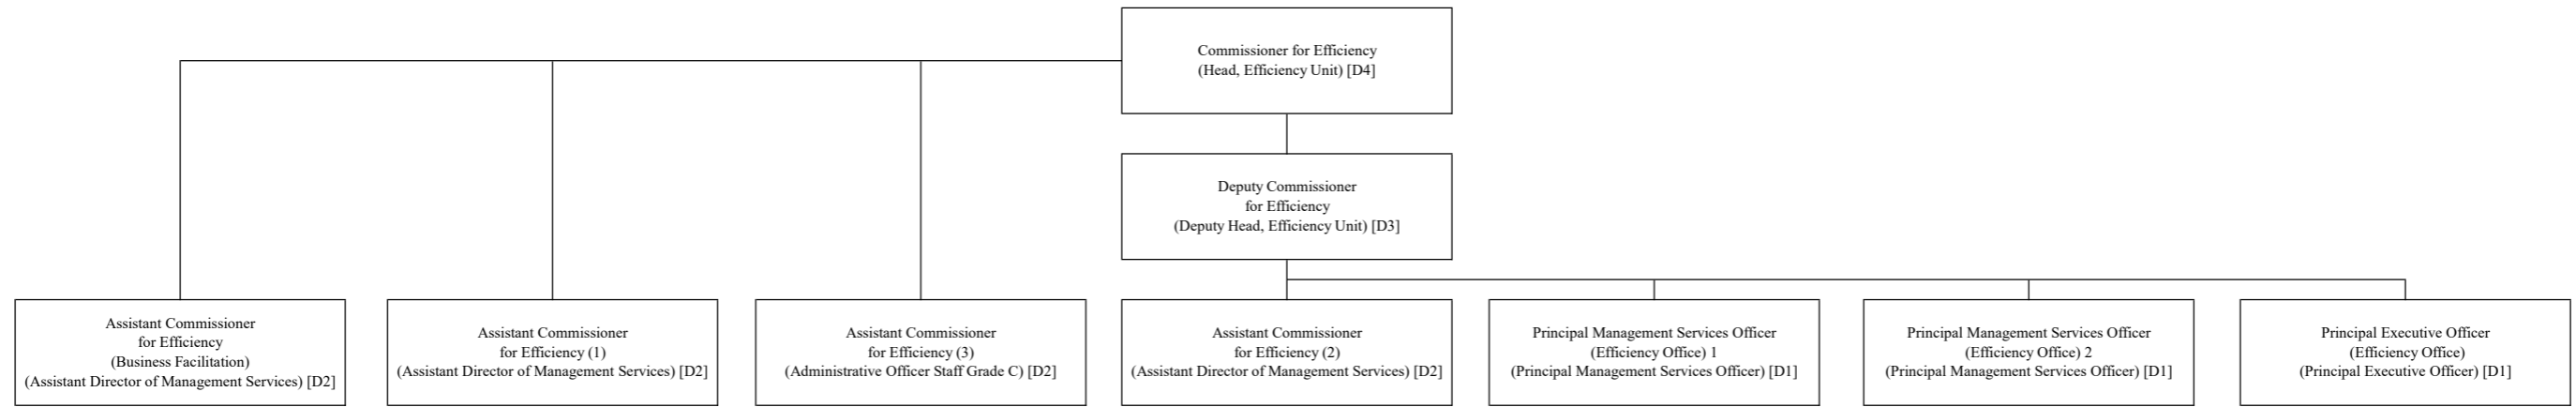 Commissioner for Efficiency
(Head, Efficiency Unit) [D4]
Deputy Commissioner
for Efficiency
(Deputy Head, Efficiency Unit) [D3]
Assistant Commissioner
for Efficiency
(Business Facilitation)
(Assistant Director of Management Services) [D2]
Assistant Commissioner
for Efficiency (1)
(Assistant Director of Management Services) [D2]
Assistant Commissioner
for Efficiency (3)
(Administrative Officer Staff Grade C) [D2]
Assistant Commissioner
for Efficiency (2)
(Assistant Director of Management Services) [D2]
Principal Management Services Officer
(Efficiency Office) 1
(Principal Management Services Officer) [D1]
Principal Management Services Officer
(Efficiency Office) 2
(Principal Management Services Officer) [D1]
Principal Executive Officer
(Efficiency Office)
(Principal Executive Officer) [D1]